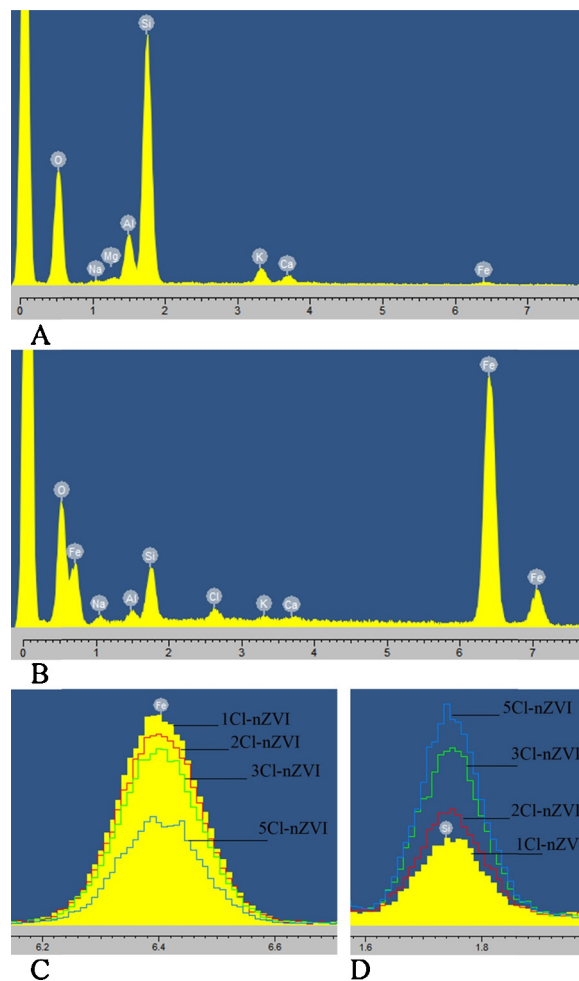 Si
O
Al
Mg
Na
K
Ca
Fe
0 1 2 3 4 5 6 7
A
Fe
O
Fe
Si
Na
Al
Cl
K
Ca
Fe
0 1 2 3 4 5 6 7
B
Fe
1Cl-nZVI
2Cl-nZVI
3Cl-nZVI
5Cl-nZVI
6.2 6.4 6.6
C
5Cl-nZVI
3Cl-nZVI
2Cl-nZVI
Si
1Cl-nZV
1.6 1.8
D